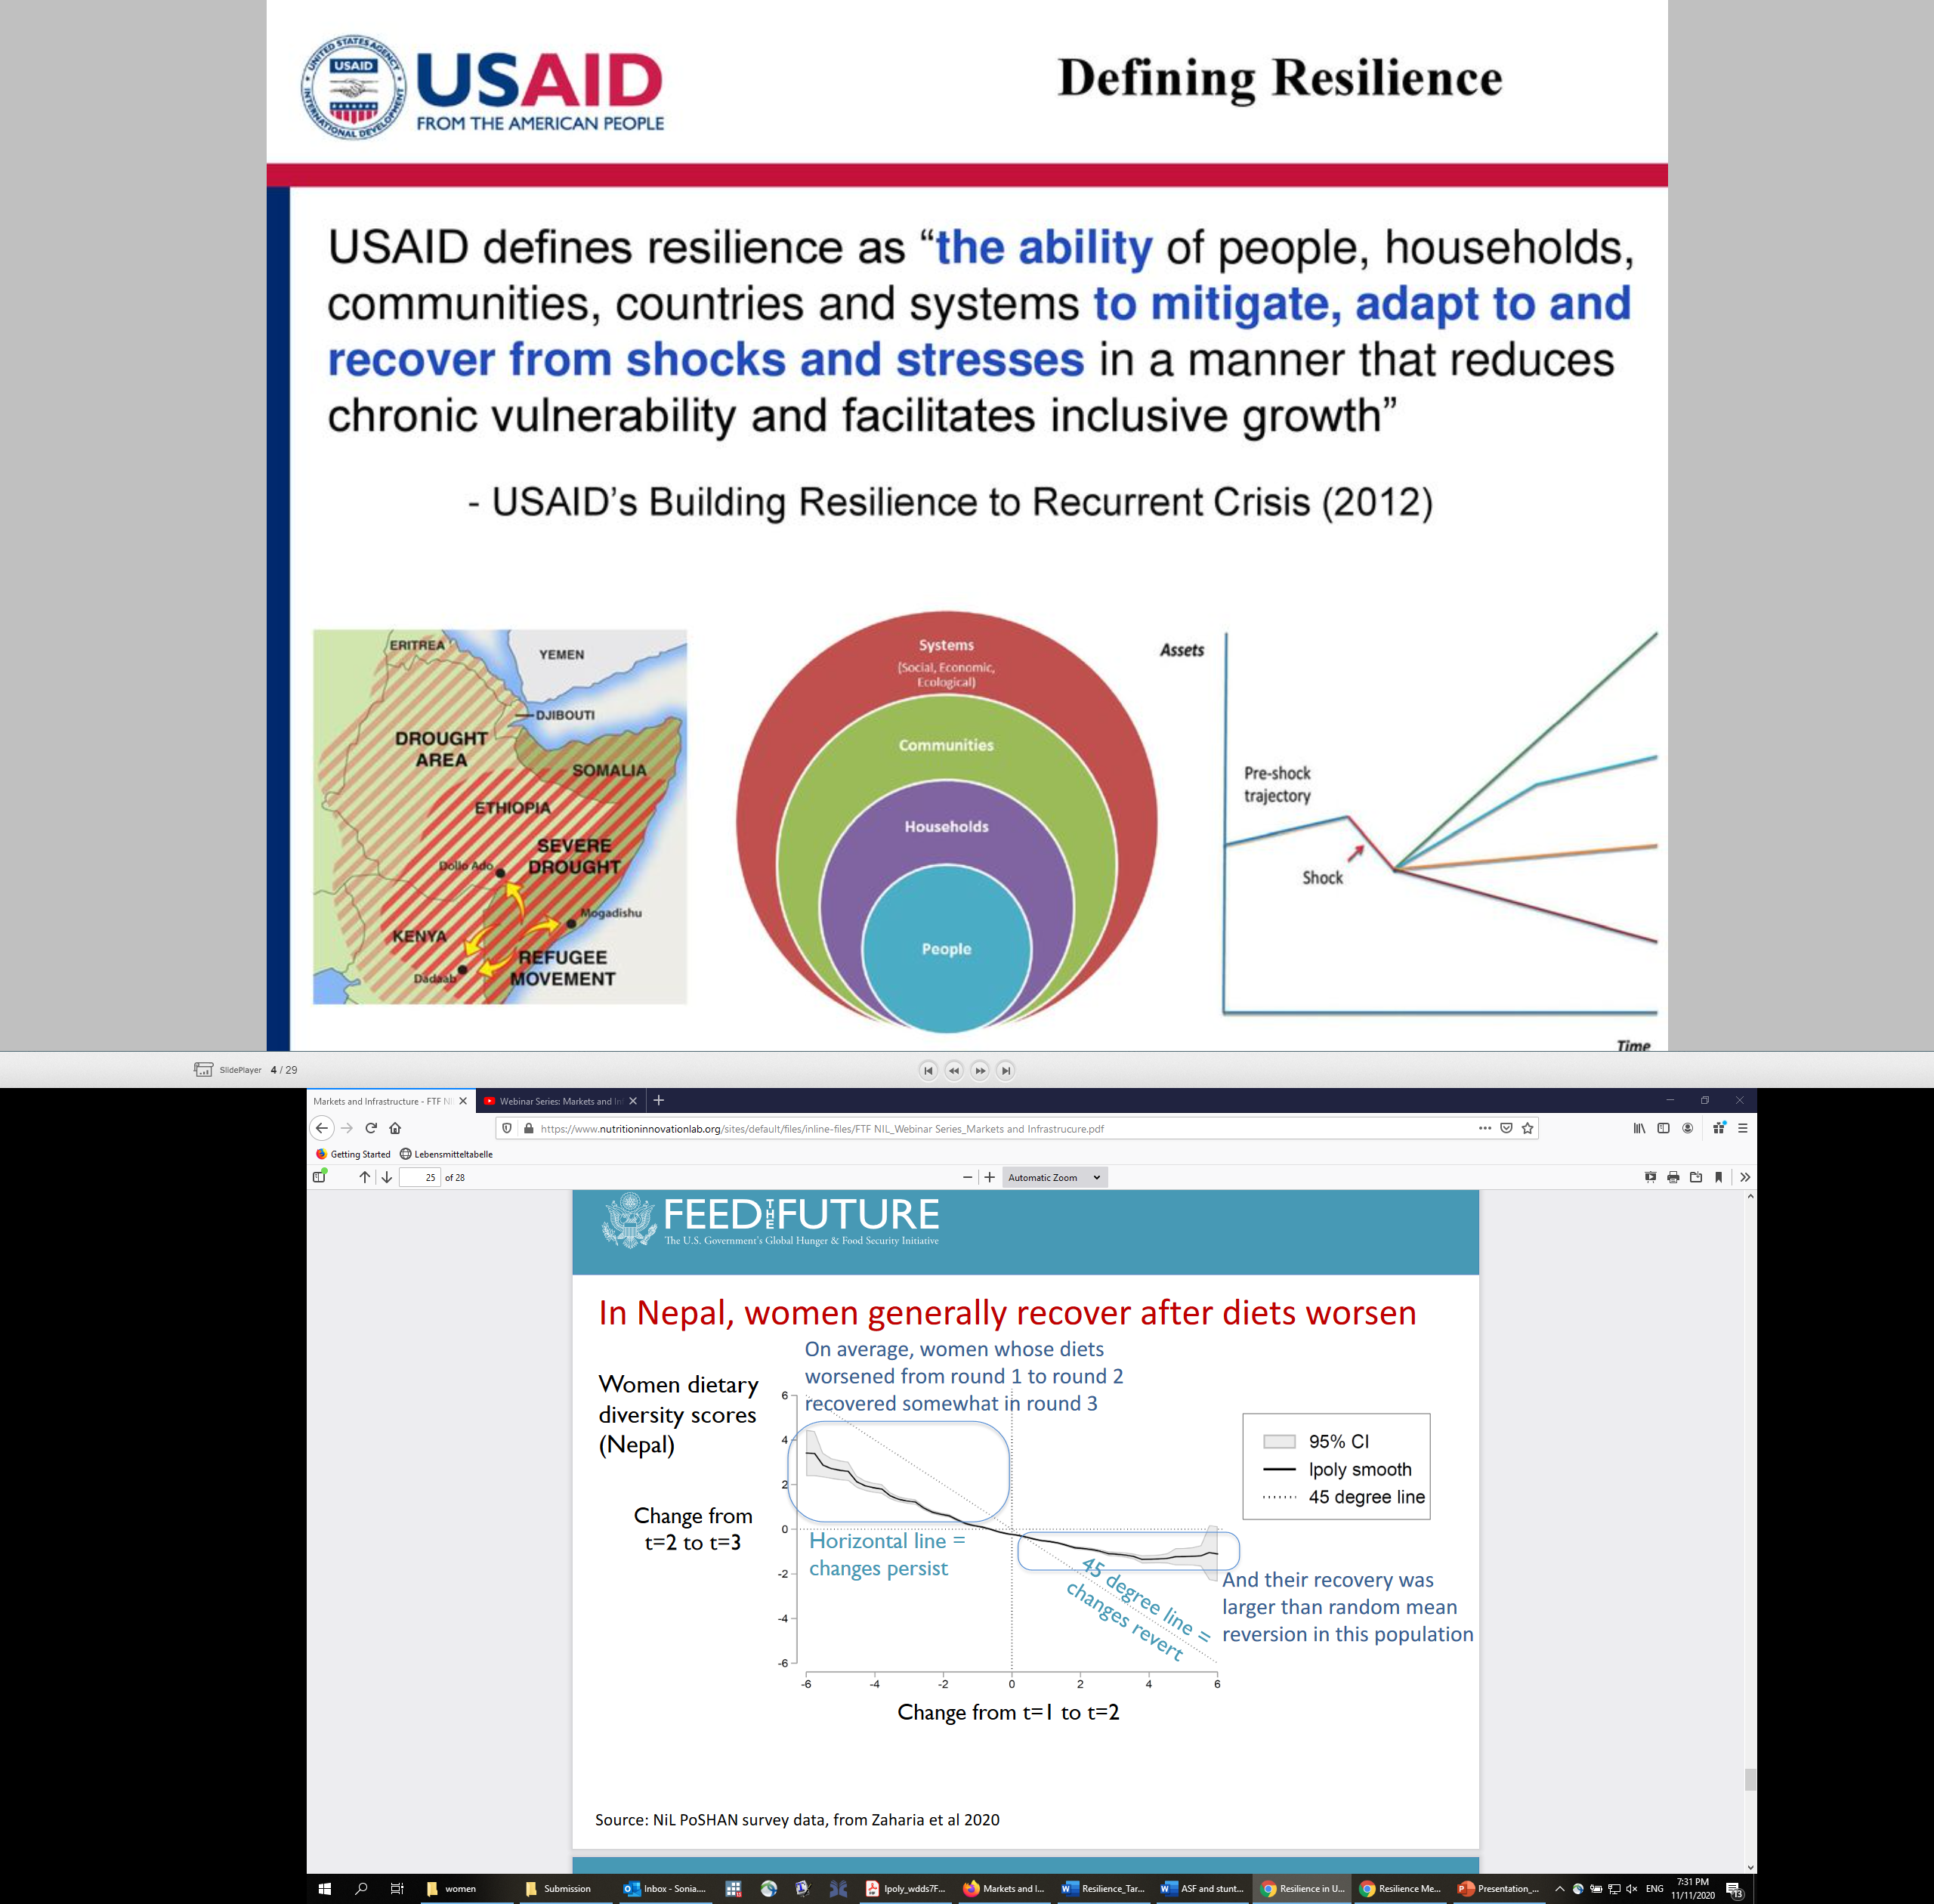 UNITED STATES AGENCY
USAID
INTERNATIONAL DEVELOPMENT
USAID
FROM THE AMERICAN PEOPLE
Defining Resilience
USAID defines resilience as “the ability of people, households,
communities, countries and systems to mitigate, adapt to and
recover from shocks and stresses in a manner that reduces
chronic vulnerability and facilitates inclusive growth”
- USAID’s Building Resilience to Recurrent Crisis (2012)
ERITREA
YEMEN
DJIBOUTI
DROUGHT
AREA
SOMALIA
ETHIOPIA
SEVERE
DROUGHT
Dollo Ado
Mogadishu
KENYA
REFUGEE
MOVEMENT
Dadaab
Systems
(Social, Economic,
Ecological)
Communities
Households
People
Assets
Pre-shock
trajectory
Shock
Time
SlidePlayer 4 / 29
Markets and Infrastructure - FTF NI
Webinar Series: Markets and In
https://www.nutritioninnovationlab.org/sites/default/files/inline-files/FTF NIL_Webinar Series_Markets and Infrastrucure.pdf
Getting Started
Lebensmitteltabelle
25 of 28
Automatic Zoom
FEED THE FUTURE
The U.S. Government's Global Hunger & Food Security Initiative
In Nepal, women generally recover after diets worsen
On average, women whose diets
worsened from round 1 to round 2
recovered somewhat in round 3
Women dietary
diversity scores
(Nepal)
Change from
t=2 to t=3
6
4
2
0
-2
-4
-6
95% CI
lpoly smooth
45 degree line
Horizontal line =
changes persist
45 degree line =
changes revert
And their recovery was
larger than random mean
reversion in this population
-6 -4 -2 0 2 4 6
Change from t=1 to t=2
Source: NiL PoSHAN survey data, from Zaharia et al 2020
women
Submission
Inbox - Sonia....
lpoly_wdds7F...
Markets and I...
Resilience_Tar...
ASF and stunt...
Resilience in U...
Resilience Me...
Presentation_...
ENG
7:31 PM
11/11/2020
13